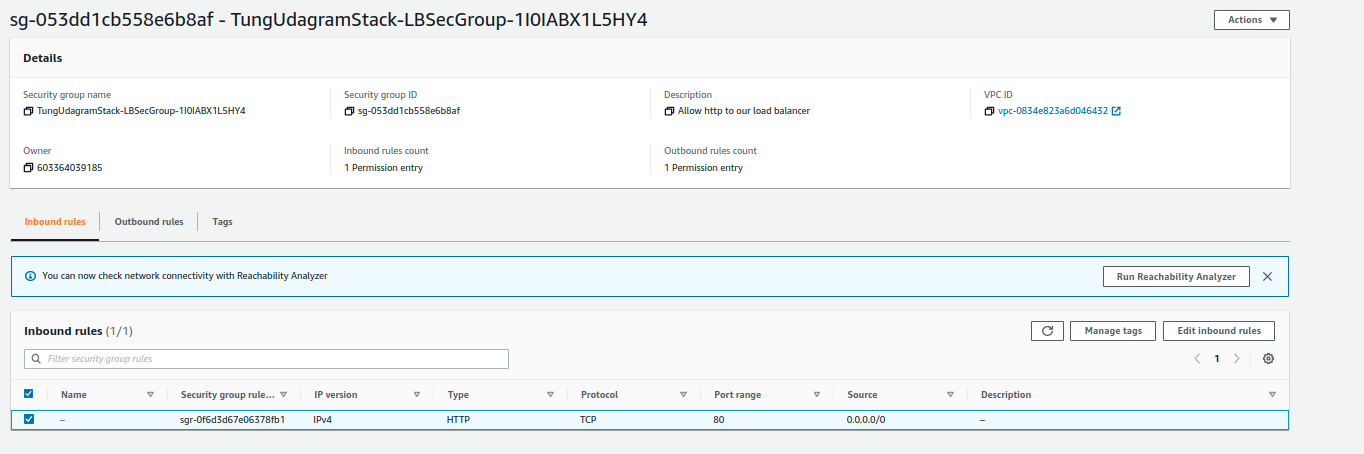 sg-053dd1cb558e6b8af - TungUdagramStack-LBSecGroup-1I0IABX1L5HY4
Actions
Details
Security group name
Security group ID
Description
VPC ID
TungUdagramStack-LBSecGroup-1I0IABX1L5HY4
sg-053dd1cb558e6b8af
Allow http to our load balancer
vpc-0834e823a6d046432
Owner
Inbound rules count
Outbound rules count
603364039185
1 Permission entry
1 Permission entry
Inbound rules
Outbound rules
Tags
You can now check network connectivity with Reachability Analyzer
Run Reachability Analyzer
Inbound rules (1/1)
Manage tags
Edit inbound rules
Filter security group rules
1
Name
Security group rule...
IP version
Type
Protocol
Port range
Source
Description
– sgr-0f6d3d67e06378fb1 IPv4 HTTP TCP 80 0.0.0.0/0 –